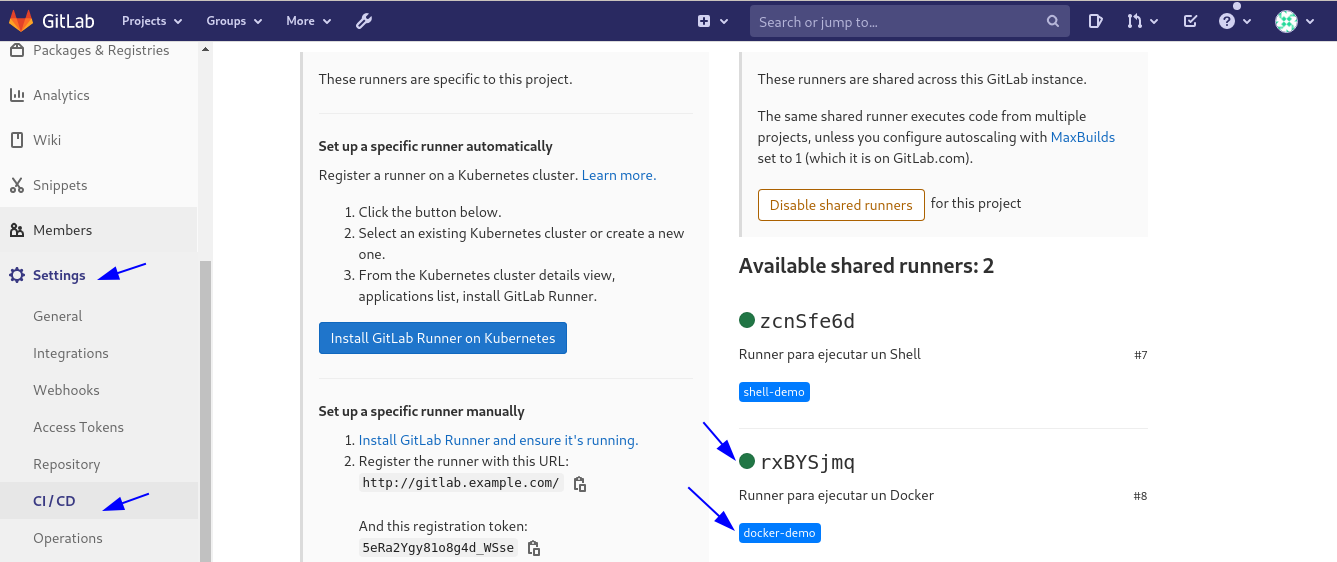 GitLab Projects Groups More Search or jump to...
Packages & Registries
Analytics
Wiki
Snippets
Members
Settings
General
Integrations
Webhooks
Access Tokens
Repository
CI / CD
Operations
These runners are specific to this project.
Set up a specific runner automatically
Register a runner on a Kubernetes cluster. Learn more.
1. Click the button below.
2. Select an existing Kubernetes cluster or create a new
one.
3. From the Kubernetes cluster details view,
applications list, install GitLab Runner.
Install GitLab Runner on Kubernetes
Set up a specific runner manually
1. Install GitLab Runner and ensure it's running.
2. Register the runner with this URL:
http://gitlab.example.com/
And this registration token:
5eRa2Ygy81o8g4d_WSse
These runners are shared across this GitLab instance.
The same shared runner executes code from multiple
projects, unless you configure autoscaling with MaxBuilds
set to 1 (which it is on GitLab.com).
Disable shared runners for this project
Available shared runners: 2
zcnSfe6d
Runner para ejecutar un Shell #7
shell-demo
rxBYSjmq
Runner para ejecutar un Docker #8
docker-demo